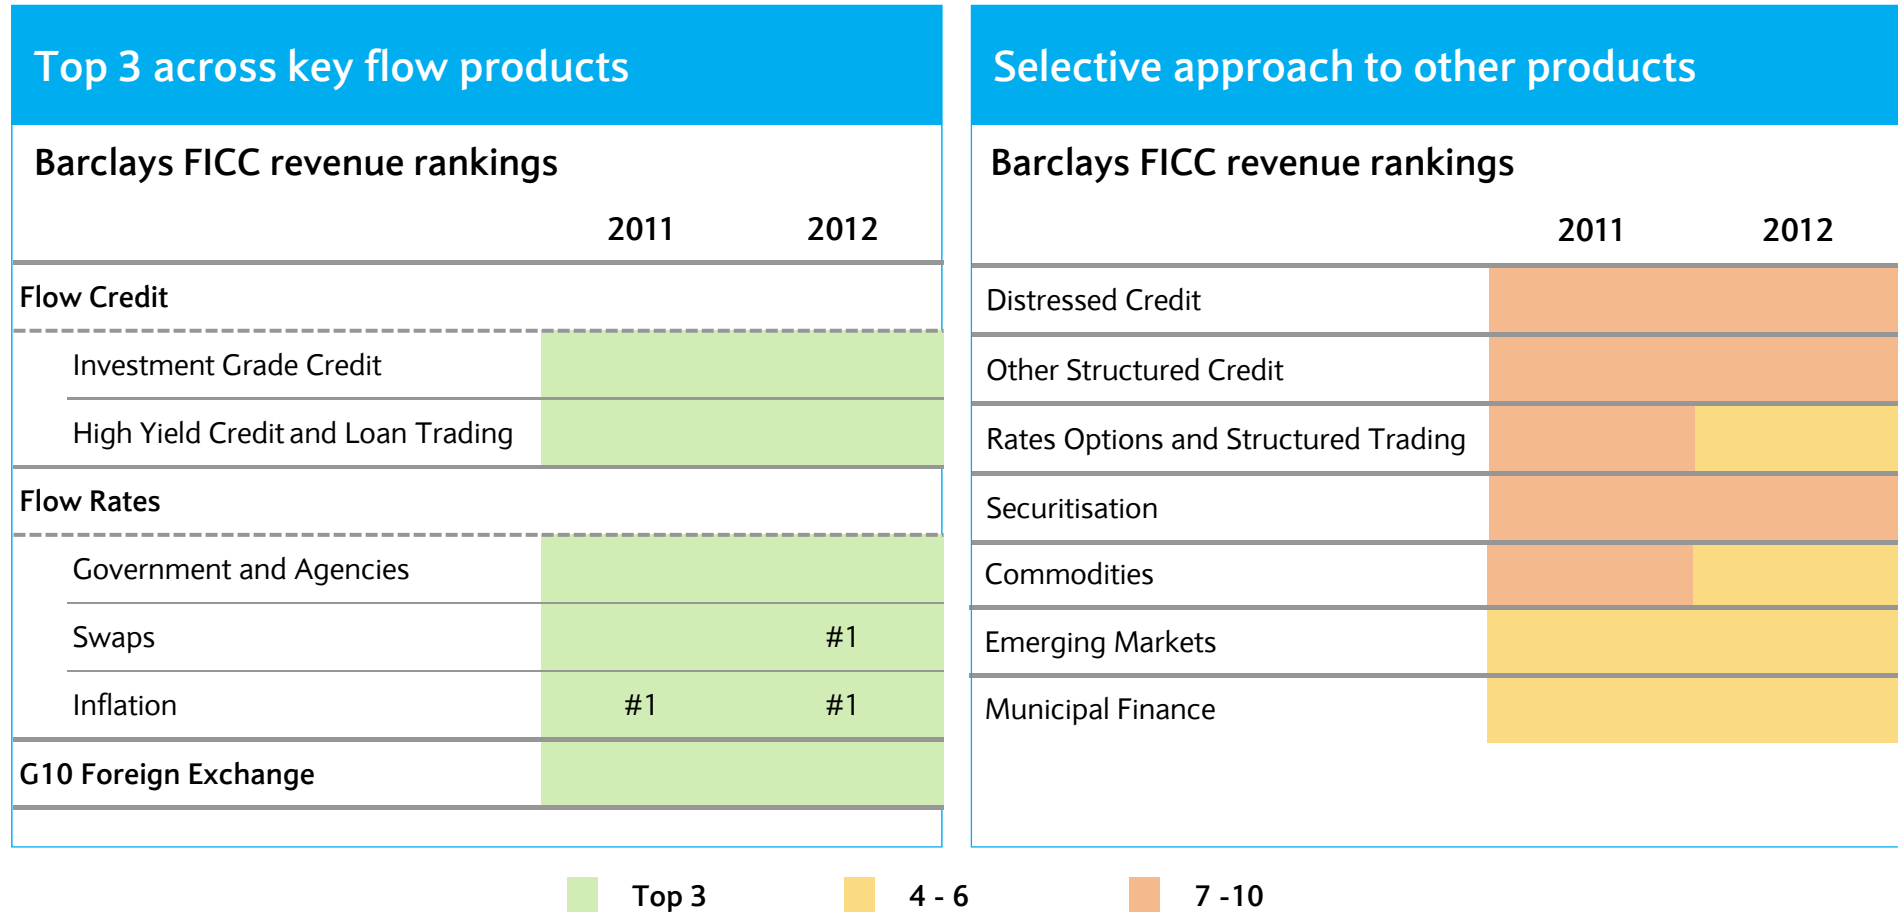 Top 3 across key flow products
Barclays FICC revenue rankings
2011 2012
Flow Credit
Investment Grade Credit
High Yield Credit and Loan Trading
Flow Rates
Government and Agencies
Swaps #1
Inflation #1 #1
G10 Foreign Exchange
Selective approach to other products
Barclays FICC revenue rankings
2011 2012
Distressed Credit
Other Structured Credit
Rates Options and Structured Trading
Securitisation
Commodities
Emerging Markets
Municipal Finance
Top 3 4 - 6 7 -10